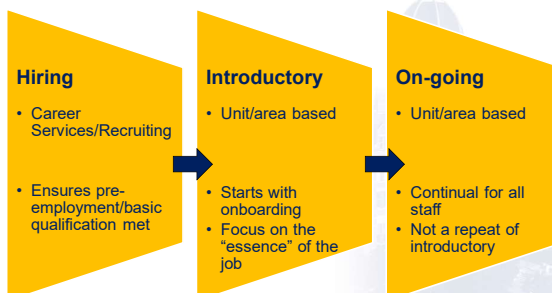 Hiring
• Career
Services/Recruiting
• Ensures pre-
employment/basic
qualification met
Introductory
• Unit/area based
• Starts with
onboarding
• Focus on the
“essence” of the
job
On-going
• Unit/area based
• Continual for all
staff
• Not a repeat of
introductory